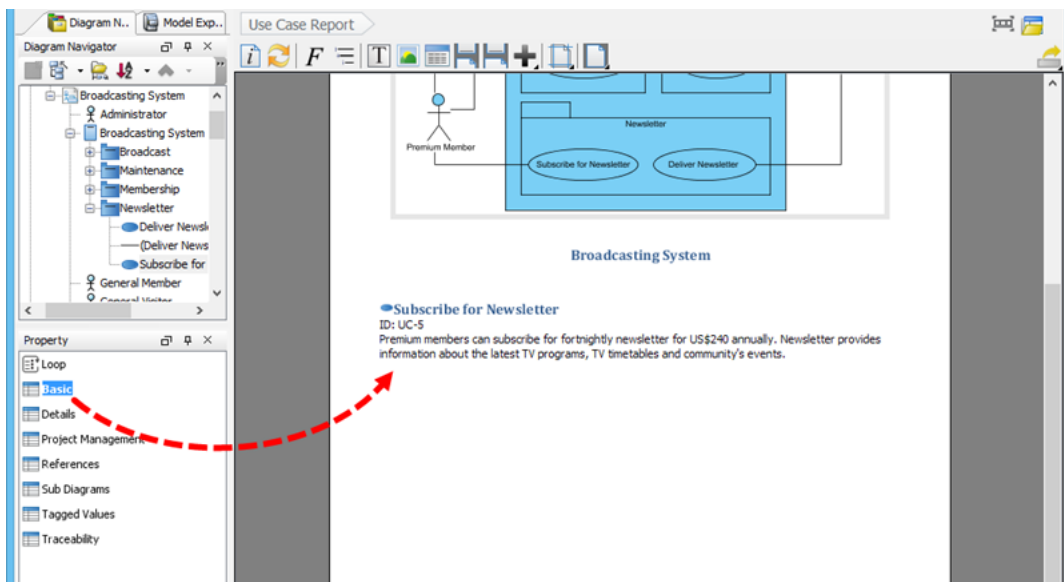 Diagram N..
Model Exp..
Use Case Report
Diagram Navigator
Broadcasting System
Administrator
Broadcasting System
Broadcast
Maintenance
Membership
Newsletter
Deliver Newsl
(Deliver News
Subscribe for
General Member
General Visitor
Property
Loop
Basic
Details
Project Management
References
Sub Diagrams
Tagged Values
Traceability
i
F
T
Newsletter
Premium Member
Subscribe for Newsletter
Deliver Newsletter
Broadcasting System
Subscribe for Newsletter
ID: UC-5
Premium members can subscribe for fortnightly newsletter for US$240 annually. Newsletter provides
information about the latest TV programs, TV timetables and community's events.